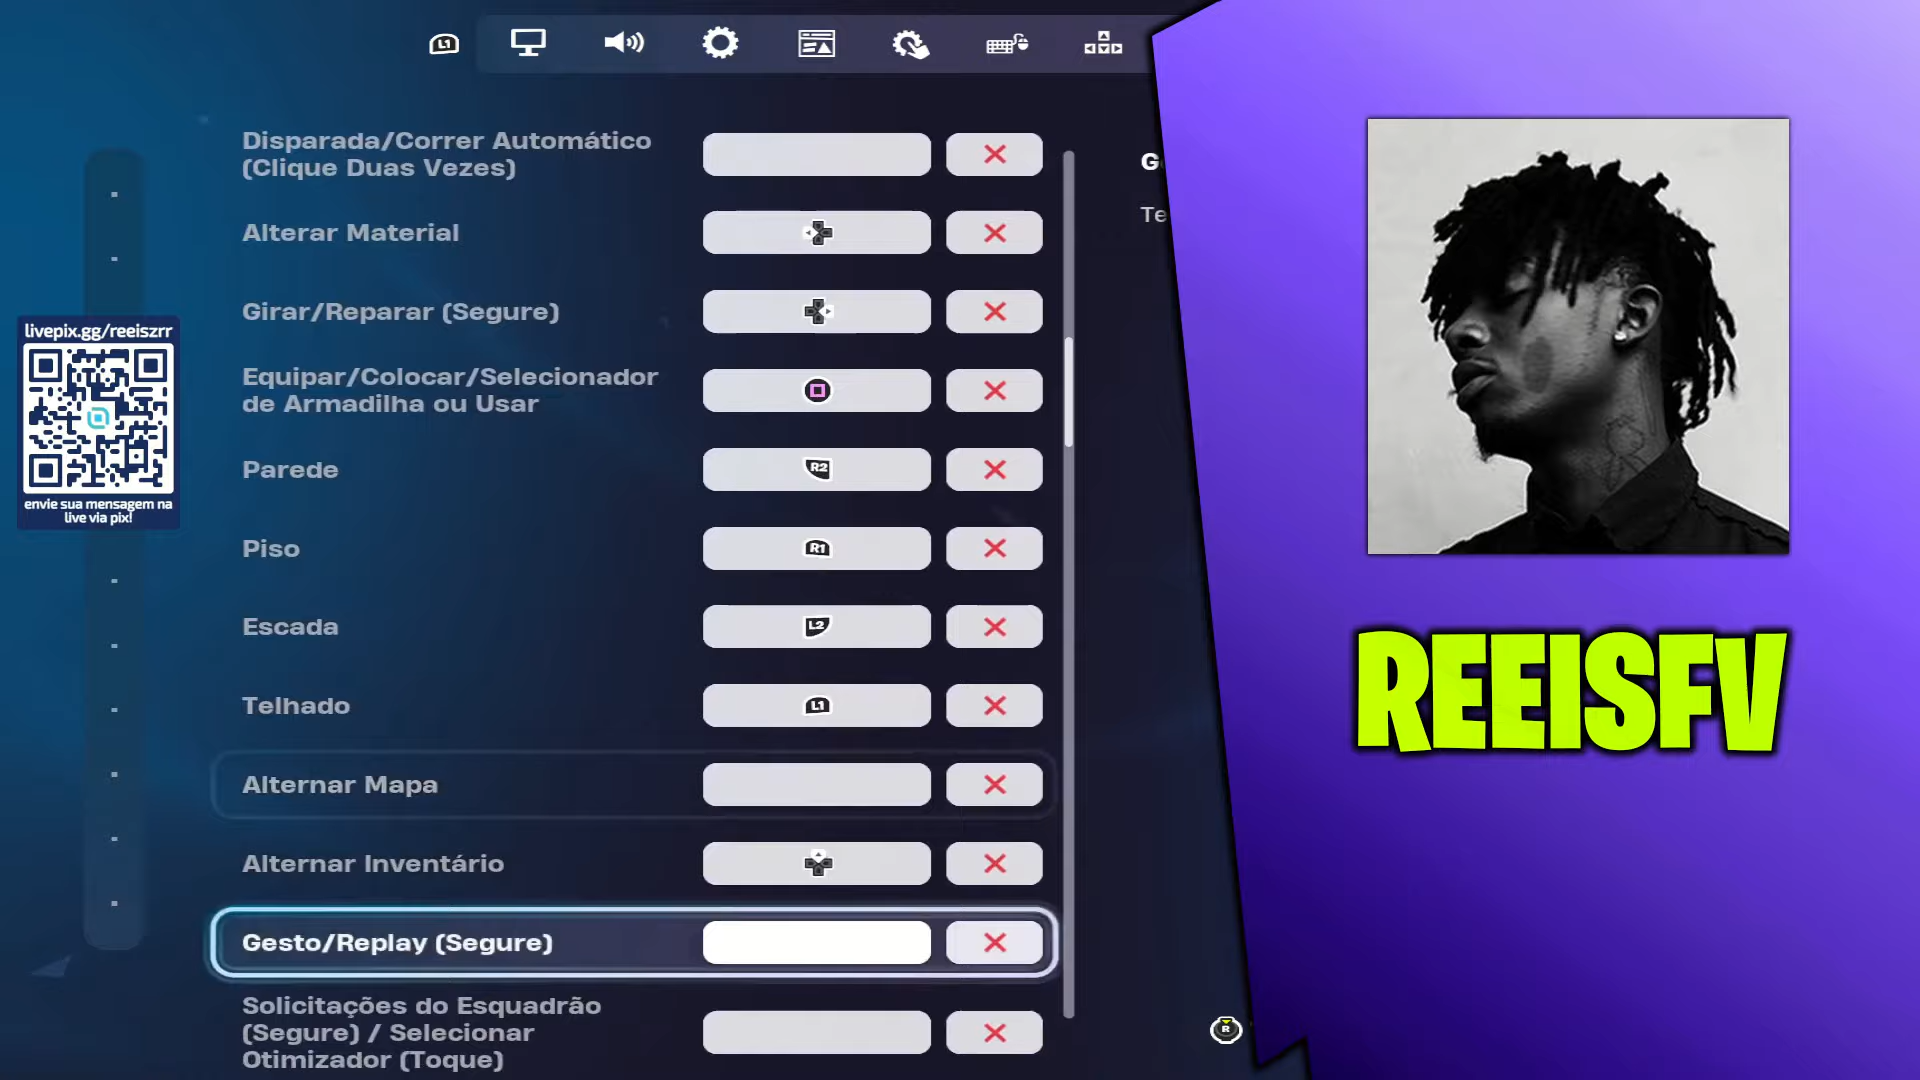 L1
Disparada/Correr Automático
(Clique Duas Vezes)
Alterar Material
Girar/Reparar (Segure)
Equipar/Colocar/Selecionador
de Armadilha ou Usar
Parede
R2
Piso
R1
Escada
L2
Telhado
L1
Alternar Mapa
Alternar Inventário
Gesto/Replay (Segure)
Solicitações do Esquadrão
(Segure) / Selecionar
Otimizador (Toque)
livepix.gg/reeiszrr
envie sua mensagem na
live via pix!
G
Te
R
REEISFV